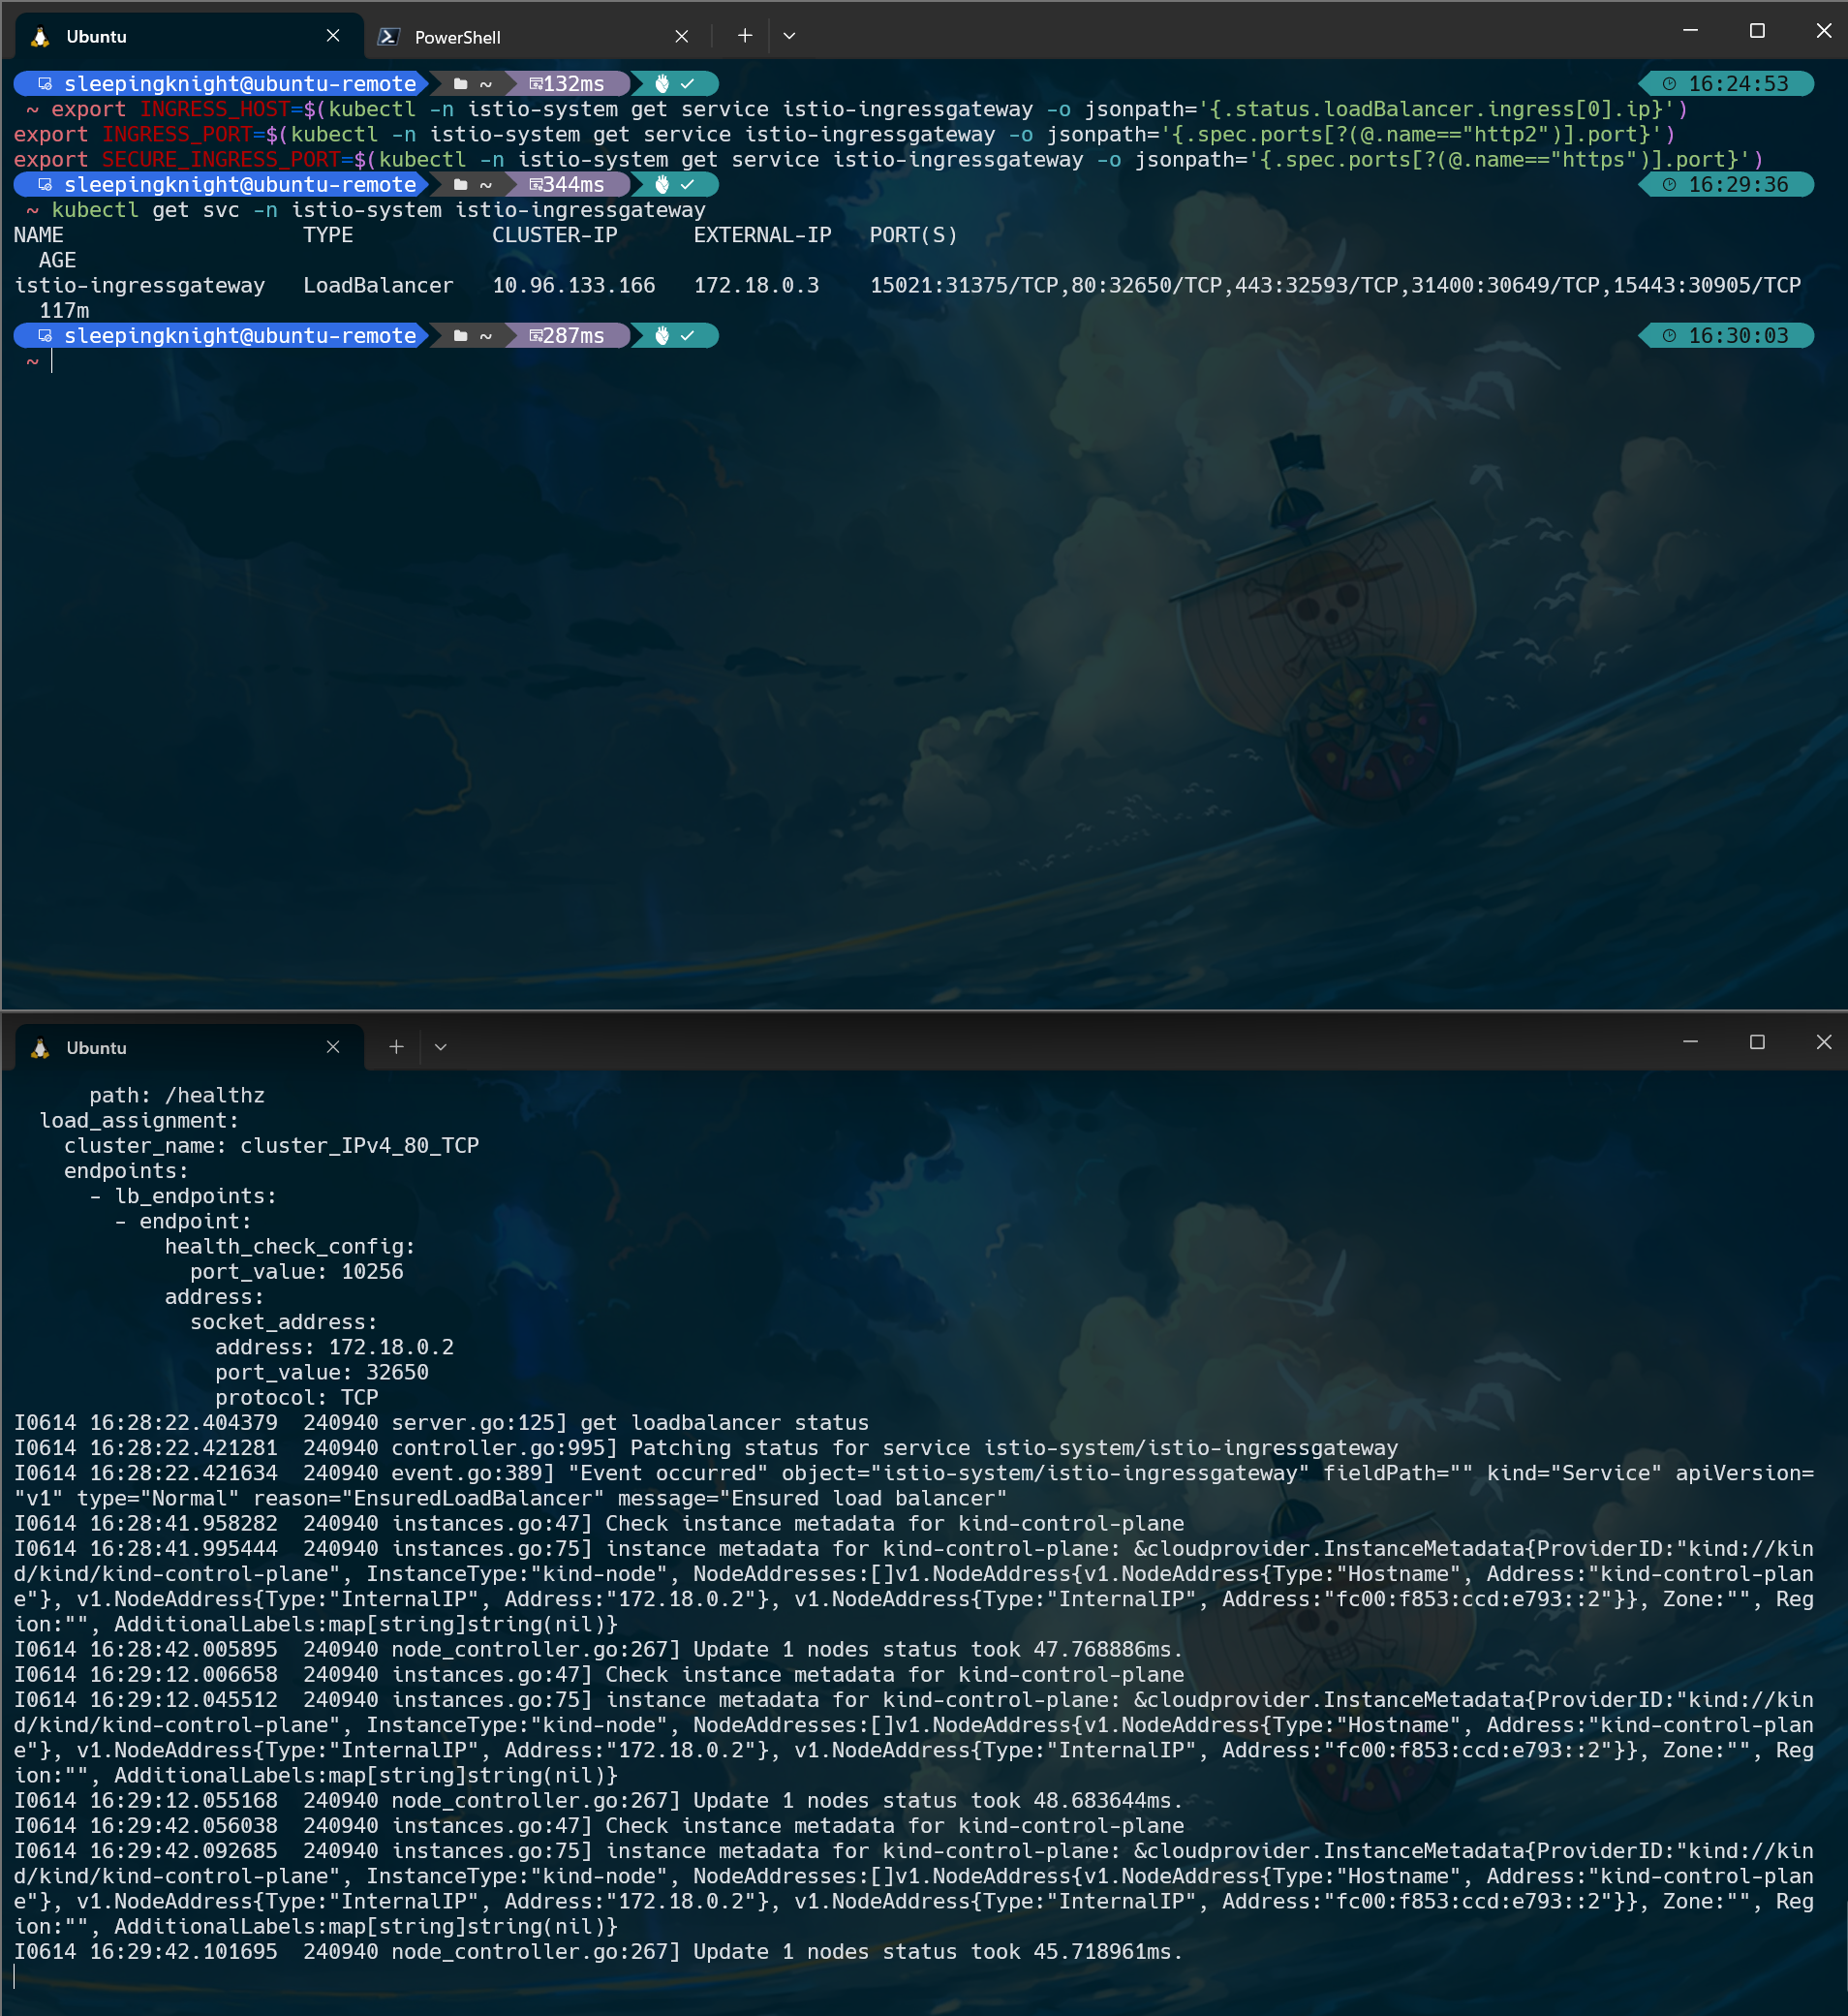 Ubuntu
PowerShell
sleepingknight@ubuntu-remote ~ 132ms ✓ 16:24:53
~ export INGRESS_HOST=$(kubectl -n istio-system get service istio-ingressgateway -o jsonpath='{.status.loadBalancer.ingress[0].ip}')
export INGRESS_PORT=$(kubectl -n istio-system get service istio-ingressgateway -o jsonpath='{.spec.ports[?(@.name=="http2")].port}')
export SECURE_INGRESS_PORT=$(kubectl -n istio-system get service istio-ingressgateway -o jsonpath='{.spec.ports[?(@.name=="https")].port}')
sleepingknight@ubuntu-remote ~ 344ms ✓ 16:29:36
~ kubectl get svc -n istio-system istio-ingressgateway
NAME TYPE CLUSTER-IP EXTERNAL-IP PORT(S)
AGE
istio-ingressgateway LoadBalancer 10.96.133.166 172.18.0.3 15021:31375/TCP,80:32650/TCP,443:32593/TCP,31400:30649/TCP,15443:30905/TCP
117m
sleepingknight@ubuntu-remote ~ 287ms ✓ 16:30:03
~
Ubuntu
path: /healthz
load_assignment:
cluster_name: cluster_IPv4_80_TCP
endpoints:
- lb_endpoints:
- endpoint:
health_check_config:
port_value: 10256
address:
socket_address:
address: 172.18.0.2
port_value: 32650
protocol: TCP
I0614 16:28:22.404379 240940 server.go:125] get loadbalancer status
I0614 16:28:22.421281 240940 controller.go:995] Patching status for service istio-system/istio-ingressgateway
I0614 16:28:22.421634 240940 event.go:389] "Event occurred" object="istio-system/istio-ingressgateway" fieldPath="" kind="Service" apiVersion=
"v1" type="Normal" reason="EnsuredLoadBalancer" message="Ensured load balancer"
I0614 16:28:41.958282 240940 instances.go:47] Check instance metadata for kind-control-plane
I0614 16:28:41.995444 240940 instances.go:75] instance metadata for kind-control-plane: &cloudprovider.InstanceMetadata{ProviderID:"kind://kin
d/kind/kind-control-plane", InstanceType:"kind-node", NodeAddresses:[]v1.NodeAddress{v1.NodeAddress{Type:"Hostname", Address:"kind-control-plan
e"}, v1.NodeAddress{Type:"InternalIP", Address:"172.18.0.2"}, v1.NodeAddress{Type:"InternalIP", Address:"fc00:f853:ccd:e793::2"}}, Zone:"", Reg
ion:"", AdditionalLabels:map[string]string(nil)}
I0614 16:28:42.005895 240940 node_controller.go:267] Update 1 nodes status took 47.768886ms.
I0614 16:29:12.006658 240940 instances.go:47] Check instance metadata for kind-control-plane
I0614 16:29:12.045512 240940 instances.go:75] instance metadata for kind-control-plane: &cloudprovider.InstanceMetadata{ProviderID:"kind://kin
d/kind/kind-control-plane", InstanceType:"kind-node", NodeAddresses:[]v1.NodeAddress{v1.NodeAddress{Type:"Hostname", Address:"kind-control-plan
e"}, v1.NodeAddress{Type:"InternalIP", Address:"172.18.0.2"}, v1.NodeAddress{Type:"InternalIP", Address:"fc00:f853:ccd:e793::2"}}, Zone:"", Reg
ion:"", AdditionalLabels:map[string]string(nil)}
I0614 16:29:12.055168 240940 node_controller.go:267] Update 1 nodes status took 48.683644ms.
I0614 16:29:42.056038 240940 instances.go:47] Check instance metadata for kind-control-plane
I0614 16:29:42.092685 240940 instances.go:75] instance metadata for kind-control-plane: &cloudprovider.InstanceMetadata{ProviderID:"kind://kin
d/kind/kind-control-plane", InstanceType:"kind-node", NodeAddresses:[]v1.NodeAddress{v1.NodeAddress{Type:"Hostname", Address:"kind-control-plan
e"}, v1.NodeAddress{Type:"InternalIP", Address:"172.18.0.2"}, v1.NodeAddress{Type:"InternalIP", Address:"fc00:f853:ccd:e793::2"}}, Zone:"", Reg
ion:"", AdditionalLabels:map[string]string(nil)}
I0614 16:29:42.101695 240940 node_controller.go:267] Update 1 nodes status took 45.718961ms.